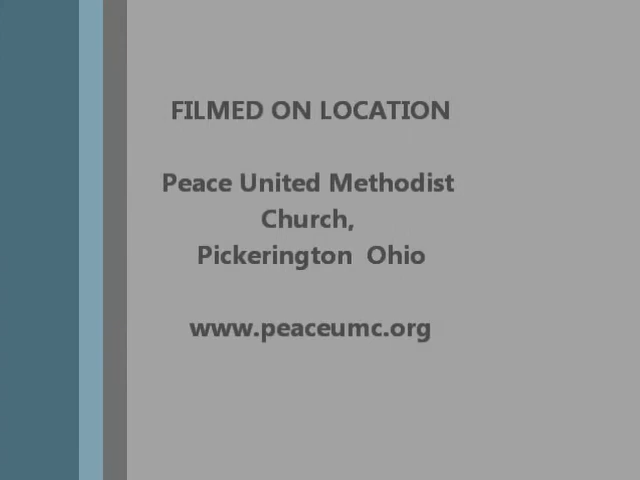 FILMED ON LOCATION
Peace United Methodist
Church,
Pickerington Ohio
www.peaceumc.org